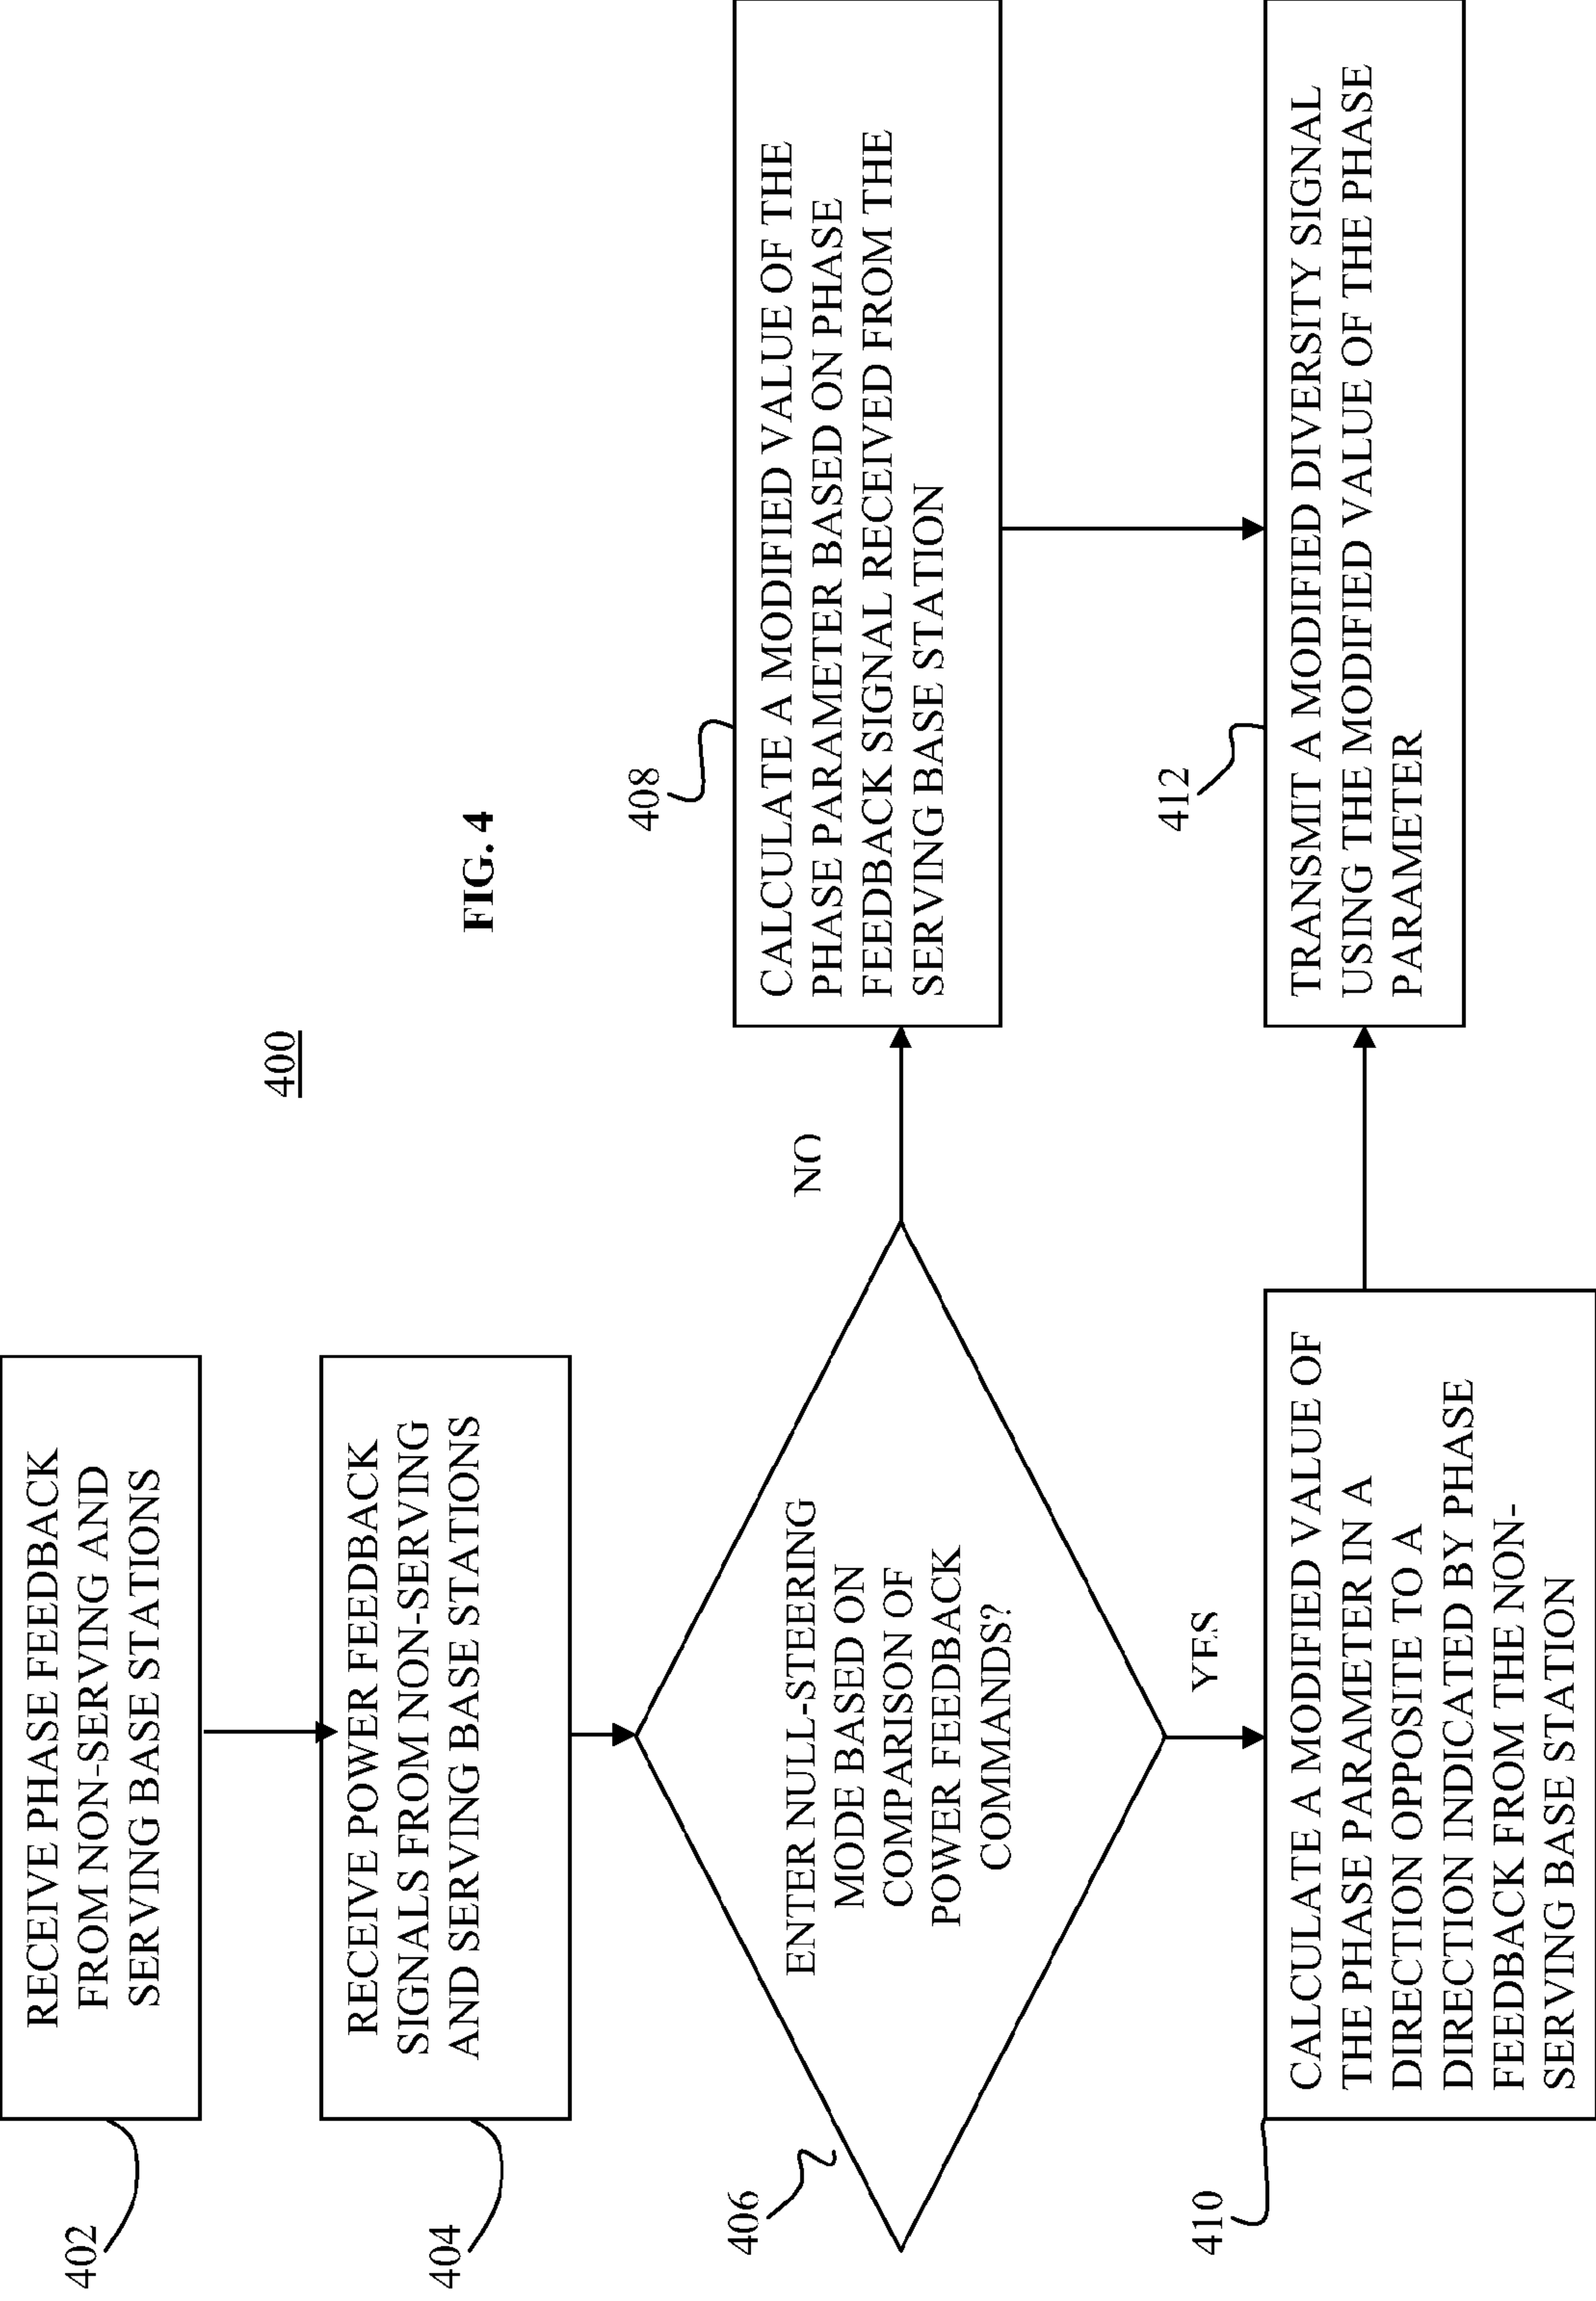 400
FIG. 4
402
RECEIVE PHASE FEEDBACK
FROM NON-SERVING AND
SERVING BASE STATIONS
404
RECEIVE POWER FEEDBACK
SIGNALS FROM NON-SERVING
AND SERVING BASE STATIONS
406
ENTER NULL-STEERING
MODE BASED ON
COMPARISON OF
POWER FEEDBACK
COMMANDS?
NO
408
CALCULATE A MODIFIED VALUE OF THE
PHASE PARAMETER BASED ON PHASE
FEEDBACK SIGNAL RECEIVED FROM THE
SERVING BASE STATION
YES
410
CALCULATE A MODIFIED VALUE OF
THE PHASE PARAMETER IN A
DIRECTION OPPOSITE TO A
DIRECTION INDICATED BY PHASE
FEEDBACK FROM THE NON-
SERVING BASE STATION
412
TRANSMIT A MODIFIED DIVERSITY SIGNAL
USING THE MODIFIED VALUE OF THE PHASE
PARAMETER